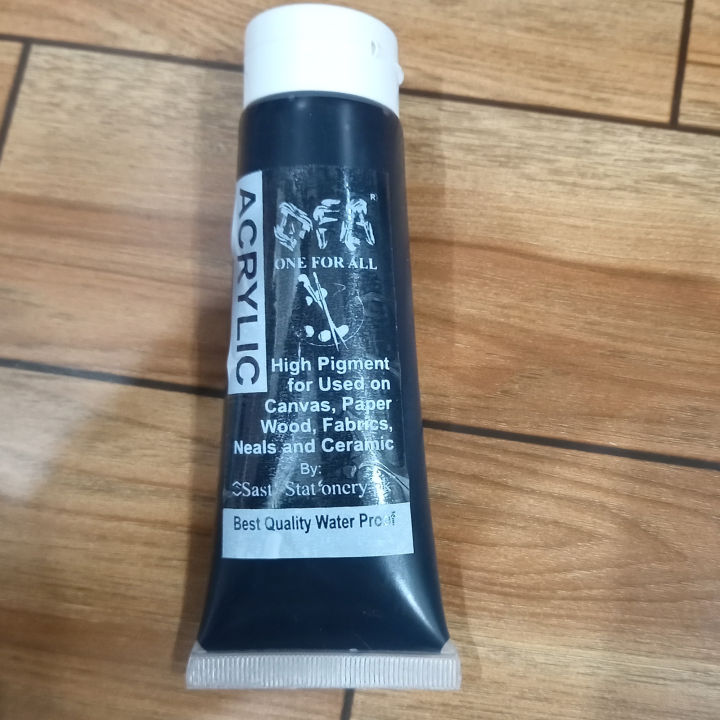 ACRYLIC
OFA
®
ONE FOR ALL
High Pigment
for Used on
Canvas, Paper
Wood, Fabrics,
Neals and Ceramic
By:
Stationery
Best Quality Water Proof